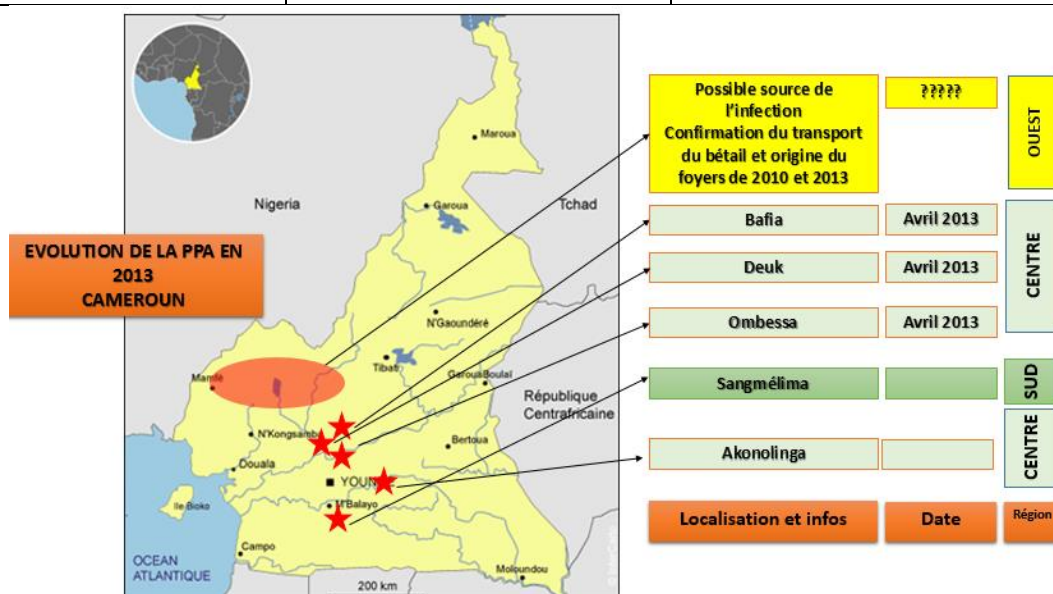 EVOLUTION DE LA PPA EN
2013
CAMEROUN
Nigeria
Tchad
Maroua
Garoua
N'Gaoundéré
Tibati
GarouaBoulaï
République
Centrafricaine
Mamfé
N'Kongsamba
Bertoua
Douala
YOUN
M'Balayo
Ile Bioko
Campo
Moloundou
OCEAN
ATLANTIQUE
200 km
Possible source de
l'infection
Confirmation du transport
du bétail et origine du
foyers de 2010 et 2013
?????
OUEST
Bafia
Avril 2013
Deuk
Avril 2013
Ombessa
Avril 2013
CENTRE
Sangmélima
SUD
Akonolinga
CENTRE
Localisation et infos
Date
Région